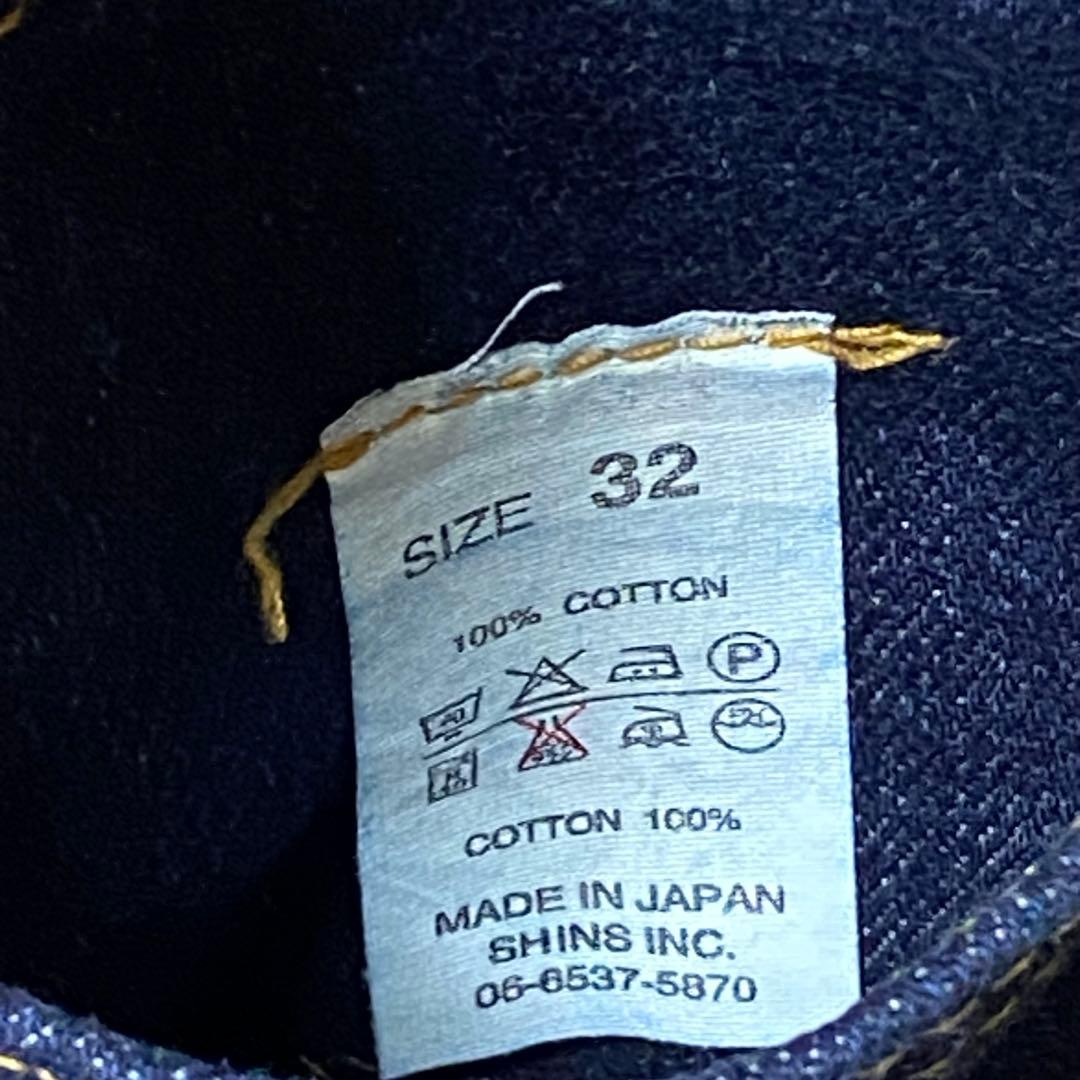 SIZE 32
100% COTTON
P
COTTON 100%
MADE IN JAPAN
SHINS INC.
06-6537-5870